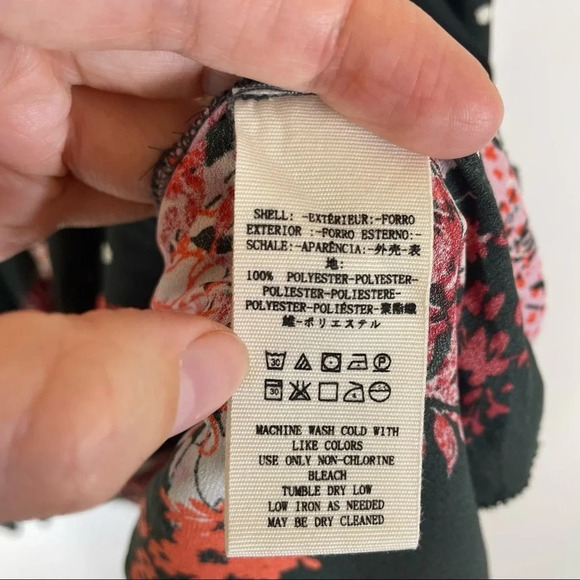 SHELL: -EXTÉRIEUR:-FORRO
EXTERIOR :-FORRO ESTERNO:-
SCHALE:-APARÊNCIA:-外壳-表
地:
100% POLYESTER-POLYESTER-
POLIESTER-POLIESTERE-
POLYESTER-POLIÉSTER-聚酯纖
維-ポリエステル
30 P
30
MACHINE WASH COLD WITH
LIKE COLORS
USE ONLY NON-CHLORINE
BLEACH
TUMBLE DRY LOW
LOW IRON AS NEEDED
MAY BE DRY CLEANED